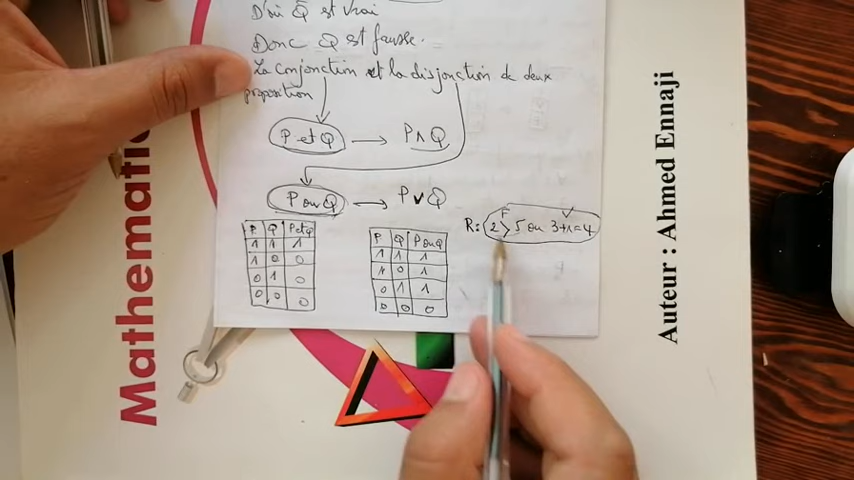 D'où Q̄ est vrai
Donc Q est fausse.
La conjonction et la disjonction de deux
proposition
P et Q → P∧Q
P ou Q → P∨Q
R: 2 > 5 ou 3+1=4
F ✓
P Q P et Q
1 1 1
1 0 0
0 1 0
0 0 0
P Q P ou Q
1 1 1
1 0 1
0 1 1
0 0 0
Mathematic
Mathémati
Auteur : Ahmed Ennaji